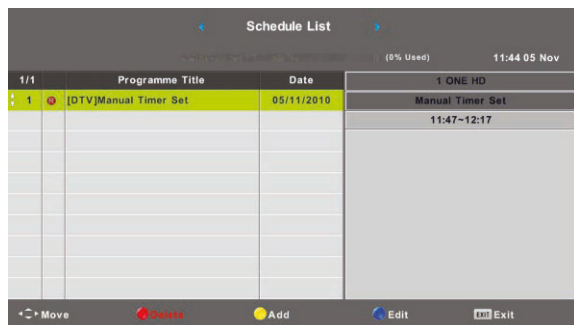 Schedule List
(0% Used) 11:44 05 Nov
1/1 Programme Title Date 1 ONE HD
1 [DTV]Manual Timer Set 05/11/2010 Manual Timer Set
11:47~12:17
Move Delete Add Edit EXIT Exit